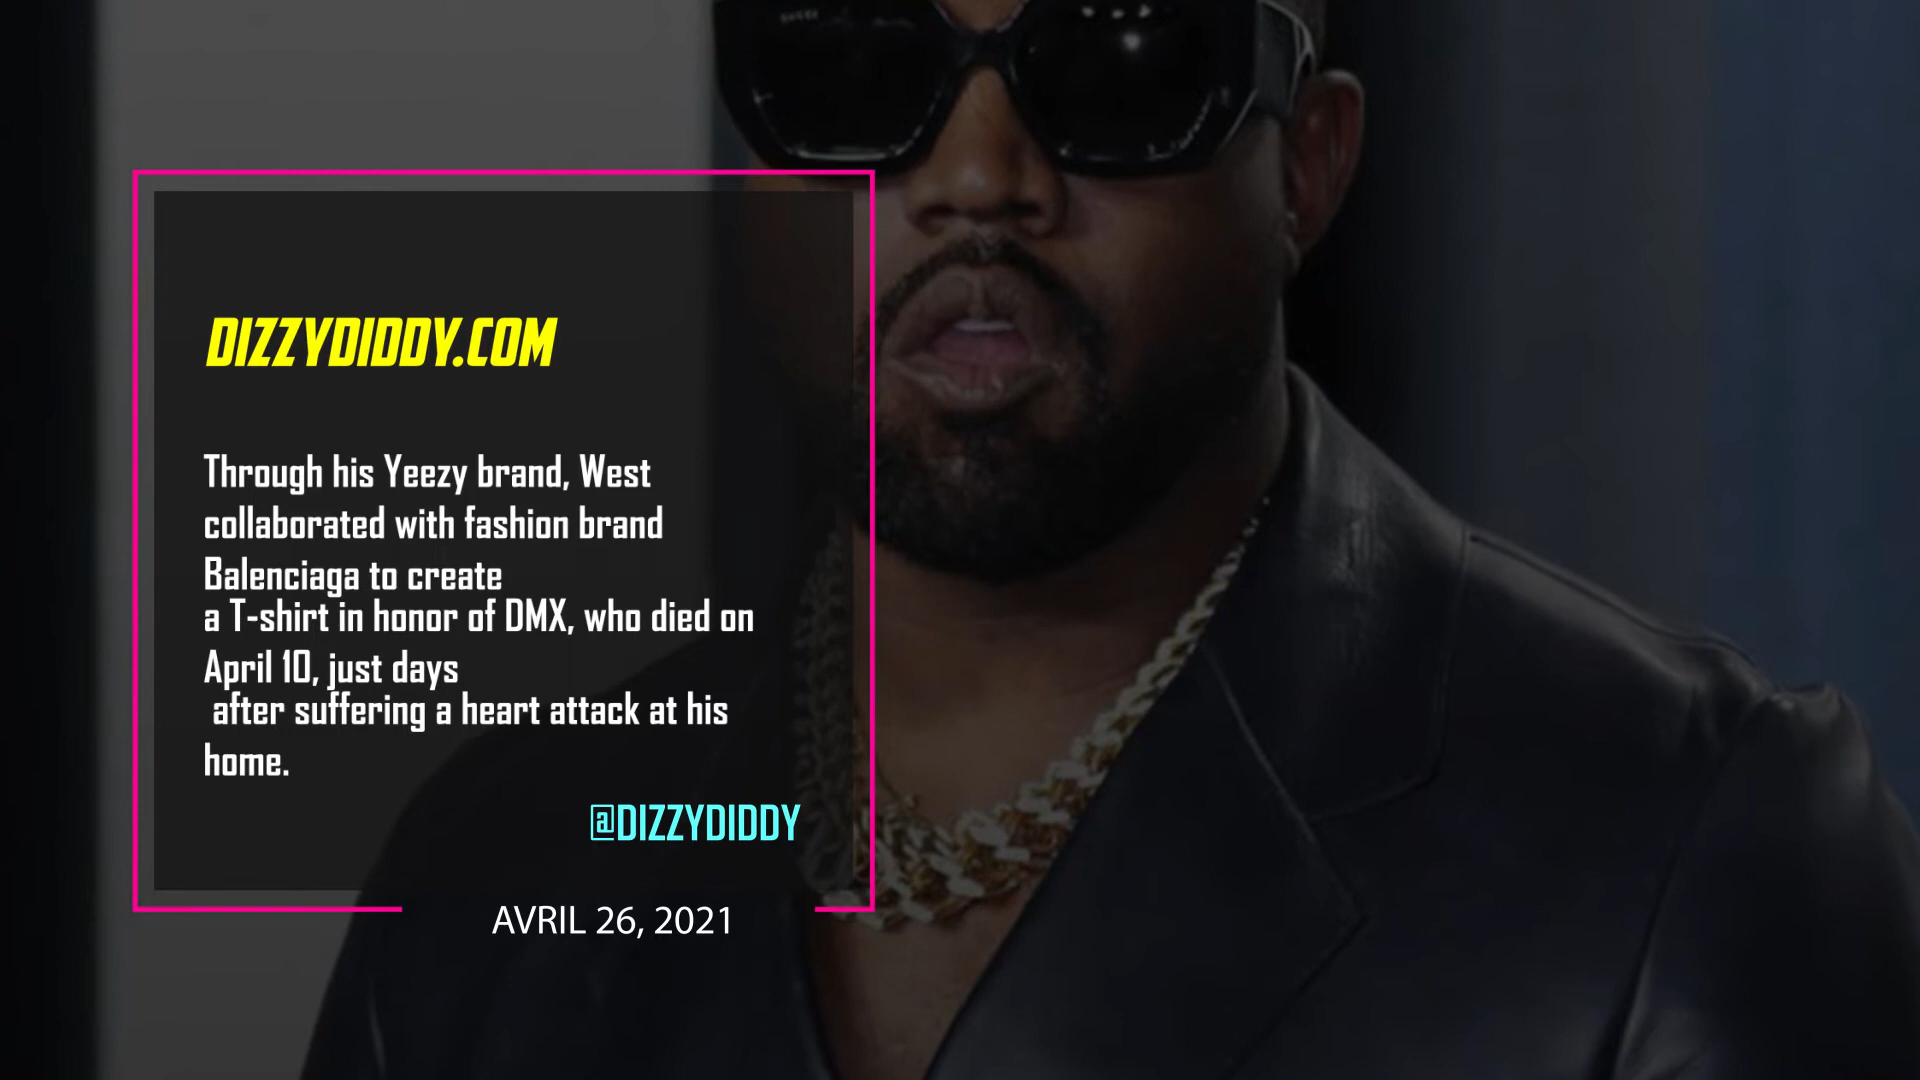 DIZZYDIDDY.COM
Through his Yeezy brand, West
collaborated with fashion brand
Balenciaga to create
a T-shirt in honor of DMX, who died on
April 10, just days
after suffering a heart attack at his
home.
@DIZZYDIDDY
AVRIL 26, 2021